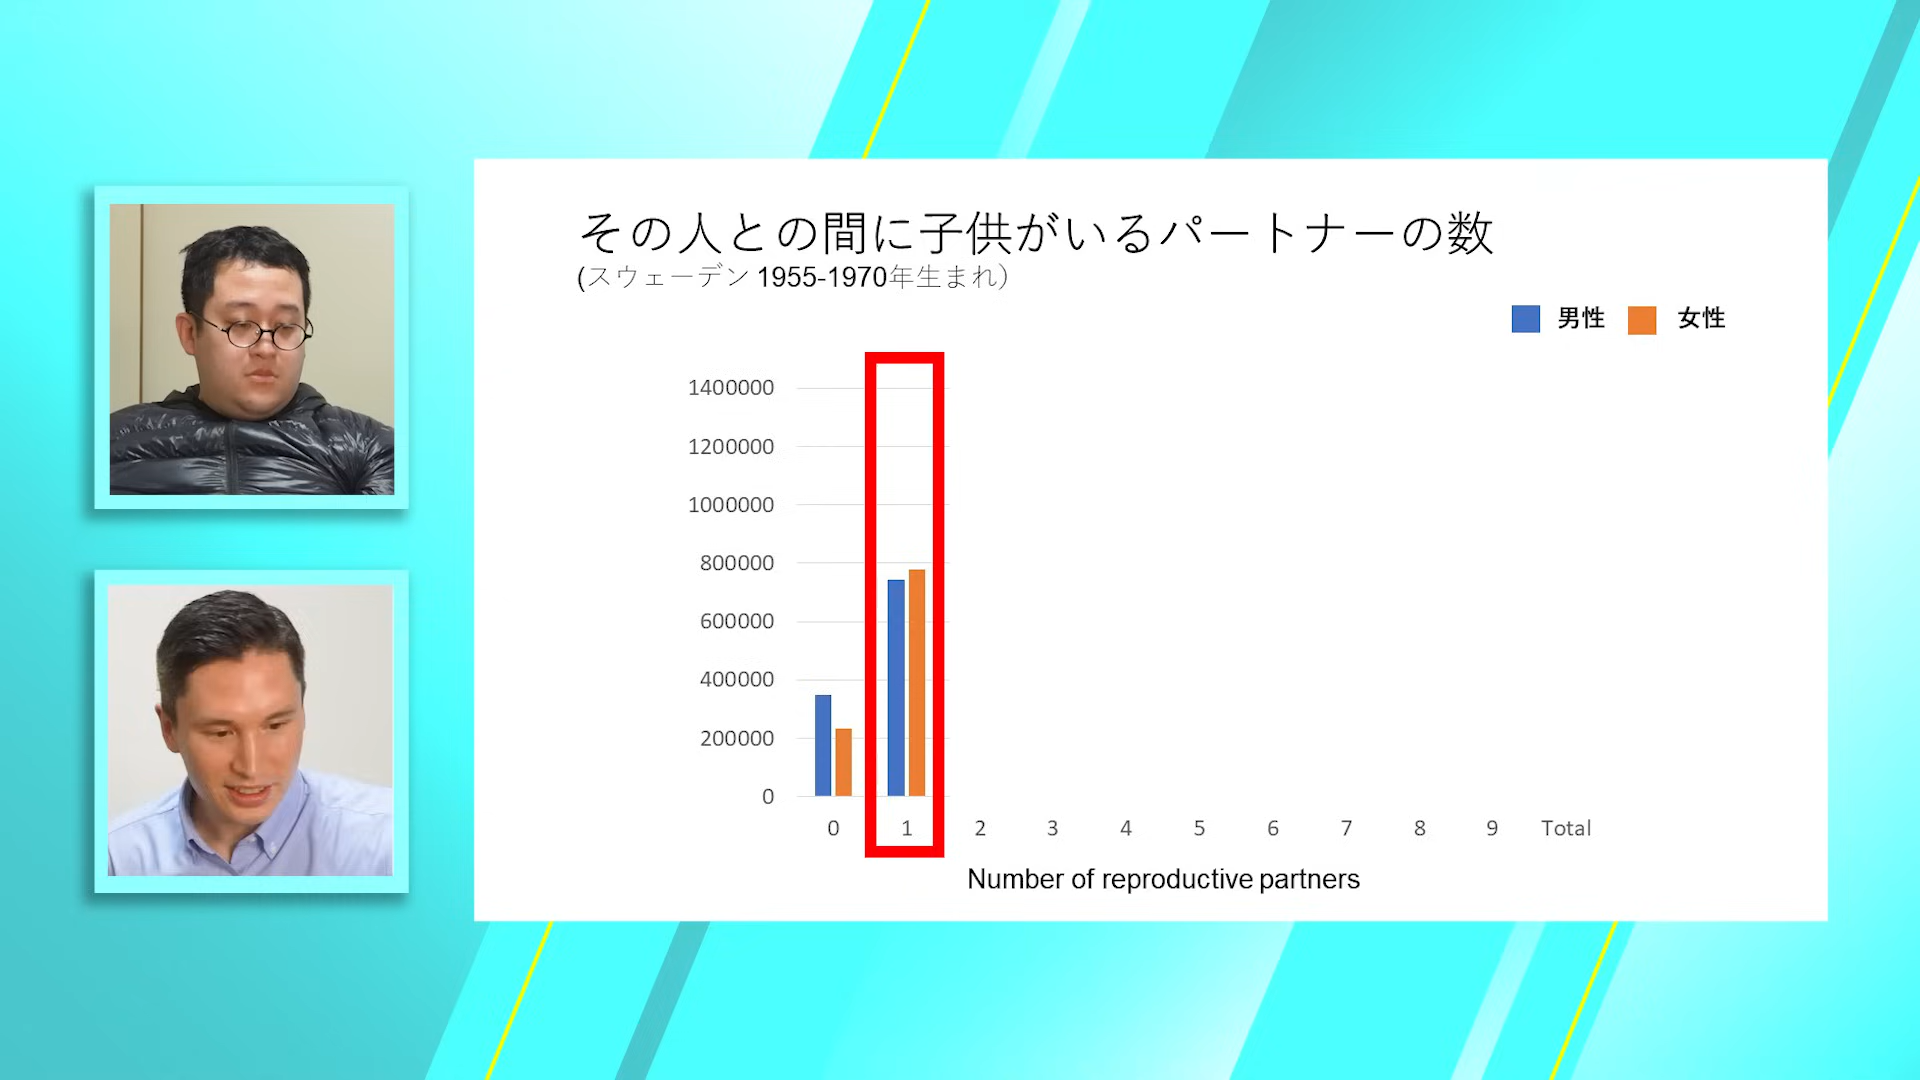 その人との間に子供がいるパートナーの数
(スウェーデン 1955-1970年生まれ）
男性 女性
1400000
1200000
1000000
800000
600000
400000
200000
0
0 1 2 3 4 5 6 7 8 9 Total
Number of reproductive partners